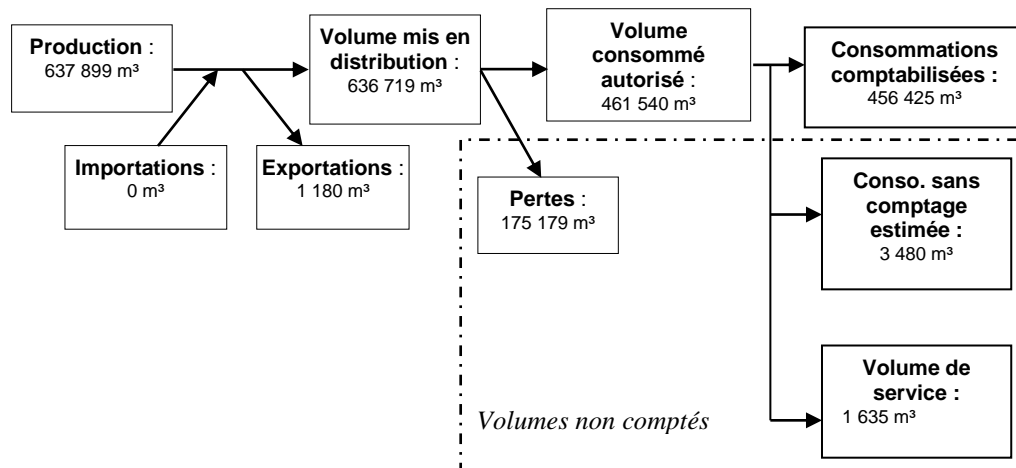 Production :
637 899 m³
Volume mis en
distribution :
636 719 m³
Volume
consommé
autorisé :
461 540 m³
Consommations
comptabilisées :
456 425 m³
Importations :
0 m³
Exportations :
1 180 m³
Pertes :
175 179 m³
Conso. sans
comptage
estimée :
3 480 m³
Volume de
service :
1 635 m³
Volumes non comptés